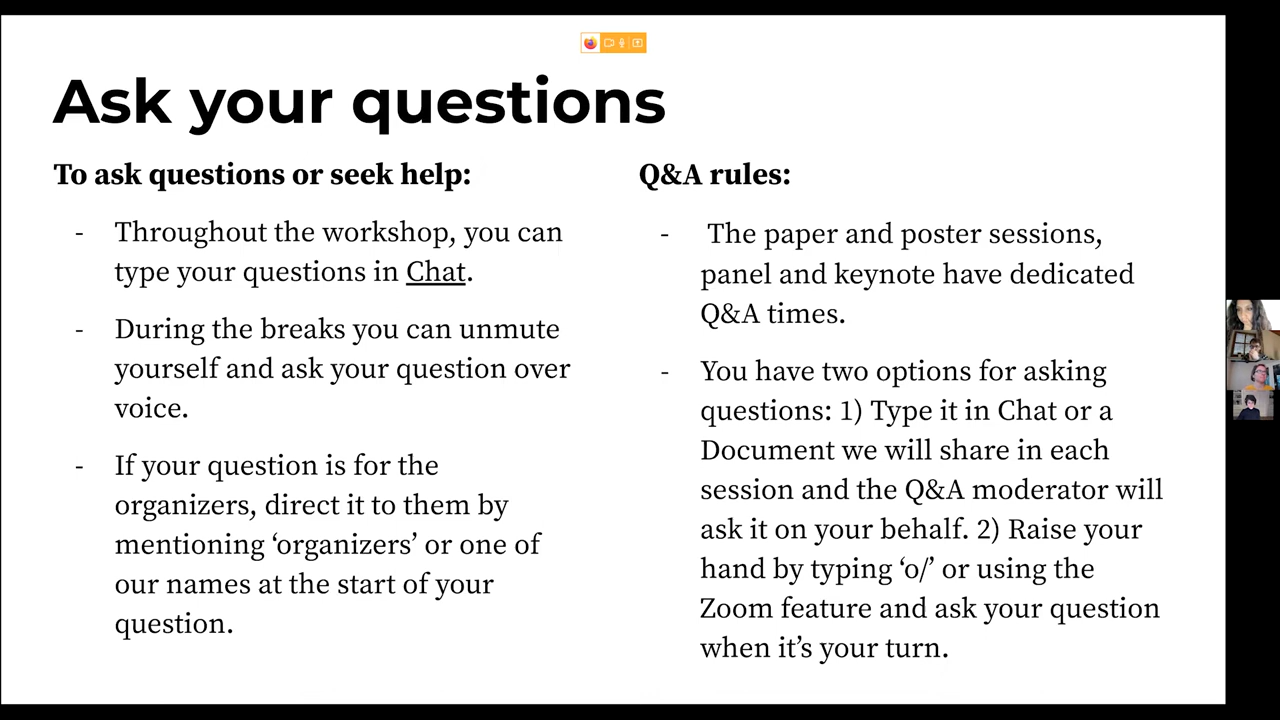 Ask your questions
To ask questions or seek help:
- Throughout the workshop, you can
type your questions in Chat.
- During the breaks you can unmute
yourself and ask your question over
voice.
- If your question is for the
organizers, direct it to them by
mentioning ‘organizers’ or one of
our names at the start of your
question.
Q&A rules:
- The paper and poster sessions,
panel and keynote have dedicated
Q&A times.
- You have two options for asking
questions: 1) Type it in Chat or a
Document we will share in each
session and the Q&A moderator will
ask it on your behalf. 2) Raise your
hand by typing ‘o/’ or using the
Zoom feature and ask your question
when it’s your turn.